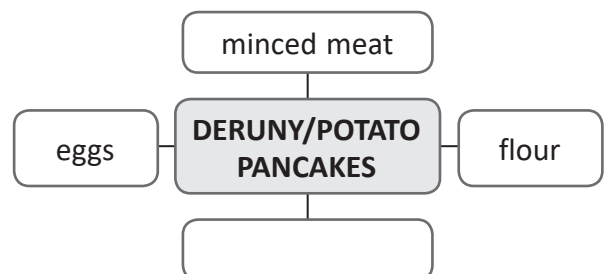 minced meat
eggs
DERUNY/POTATO
PANCAKES
flour